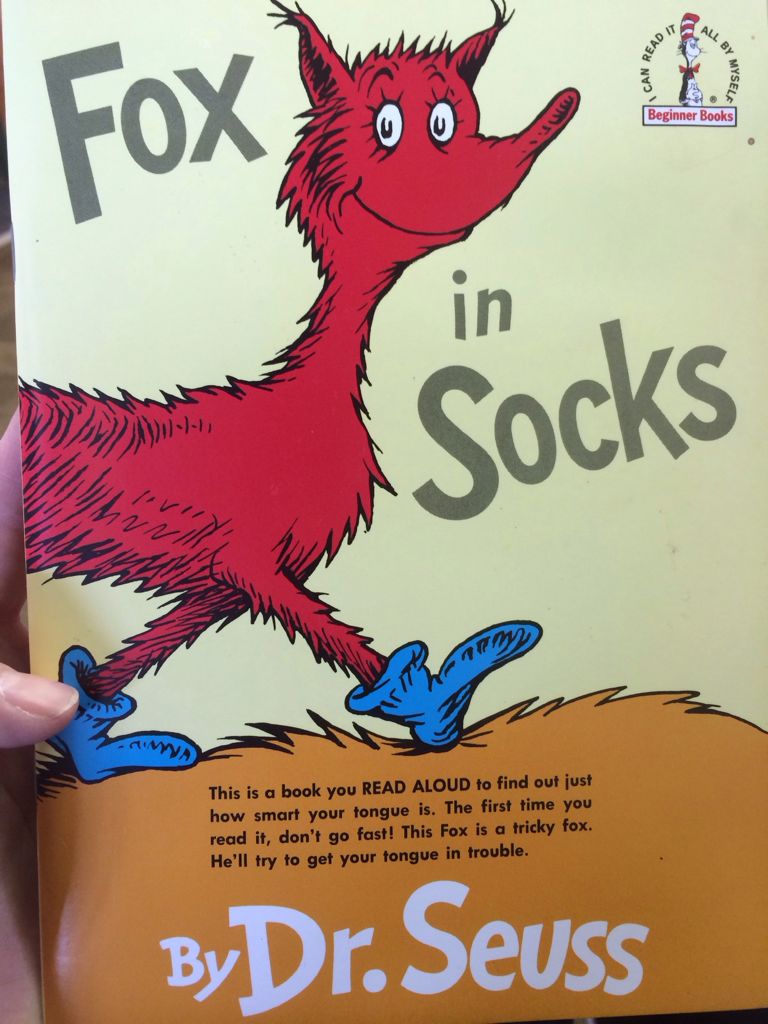 Fox
I CAN READ IT ALL BY MYSELF
®
Beginner Books
in
Socks
This is a book you READ ALOUD to find out just
how smart your tongue is. The first time you
read it, don't go fast! This Fox is a tricky fox.
He'll try to get your tongue in trouble.
By Dr. Seuss